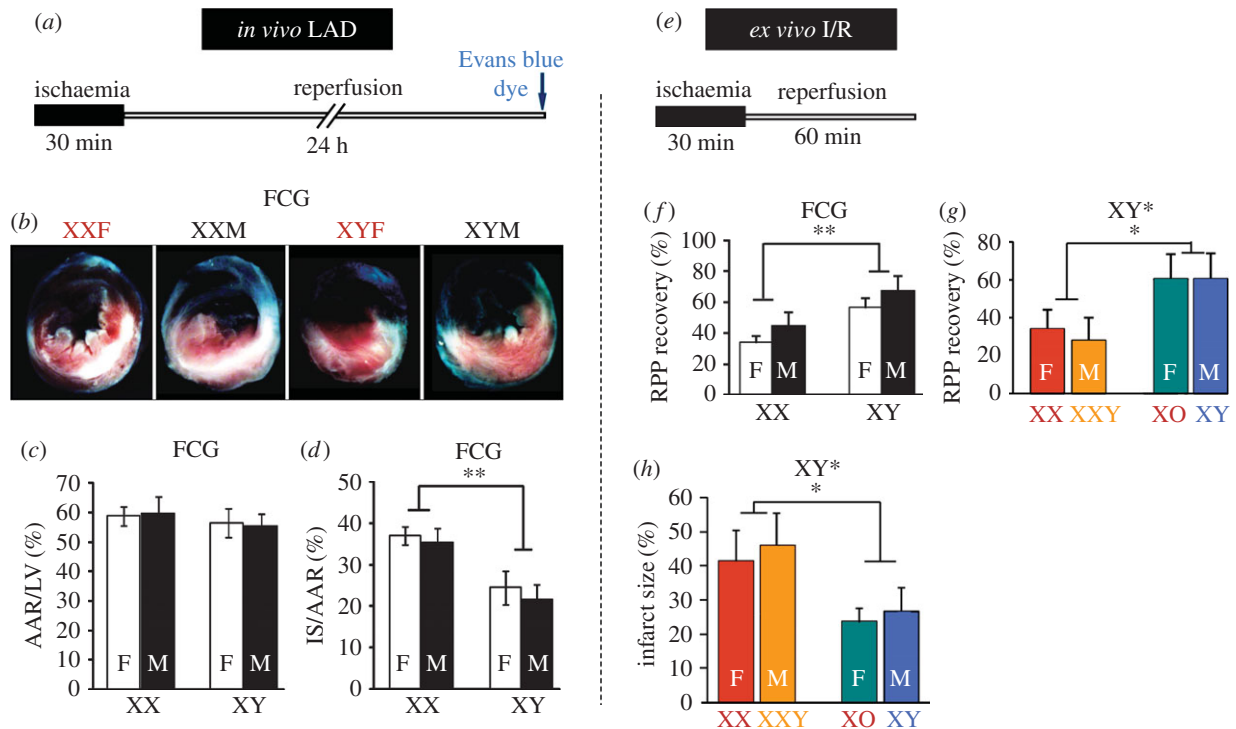 (a)
in vivo LAD
ischaemia
reperfusion
Evans blue
dye
30 min
24 h
(b)
FCG
XXF XXM XYF XYM
(c)
FCG
AAR/LV (%)
70
60
50
40
30
20
10
0
F M F M
XX XY
(d)
FCG
**
IS/AAR (%)
50
40
30
20
10
0
F M F M
XX XY
(e)
ex vivo I/R
ischaemia
reperfusion
30 min
60 min
(f)
FCG
**
RPP recovery (%)
100
80
60
40
20
0
F M F M
XX XY
(g)
XY*
*
RPP recovery (%)
80
60
40
20
0
F M F M
XX XXY XO XY
(h)
XY*
*
infarct size (%)
60
50
40
30
20
10
0
F M F M
XX XXY XO XY